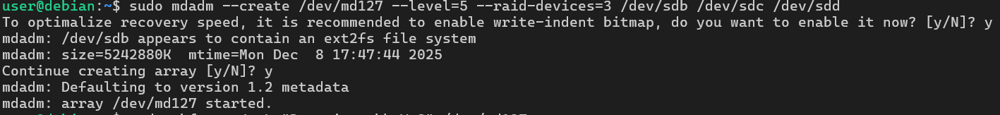 user@debian:~$ sudo mdadm --create /dev/md127 --level=5 --raid-devices=3 /dev/sdb /dev/sdc /dev/sdd
To optimalize recovery speed, it is recommended to enable write-indent bitmap, do you want to enable it now? [y/N]? y
mdadm: /dev/sdb appears to contain an ext2fs file system
mdadm: size=5242880K  mtime=Mon Dec  8 17:47:44 2025
Continue creating array [y/N]? y
mdadm: Defaulting to version 1.2 metadata
mdadm: array /dev/md127 started.